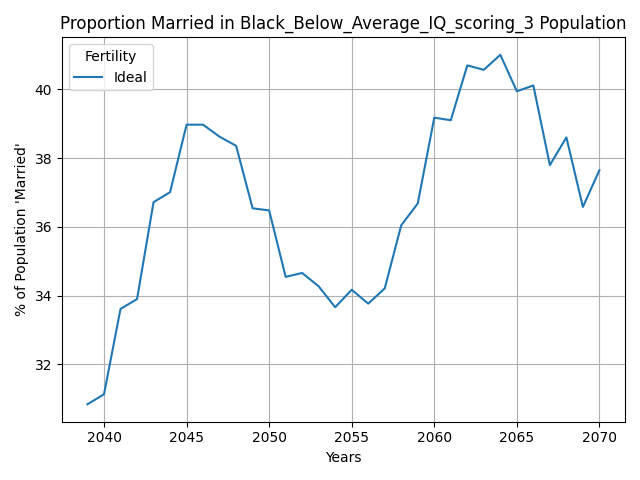 Proportion Married in Black_Below_Average_IQ_scoring_3 Population
Fertility
Ideal
% of Population 'Married'
40
38
36
34
32
2040 2045 2050 2055 2060 2065 2070
Years